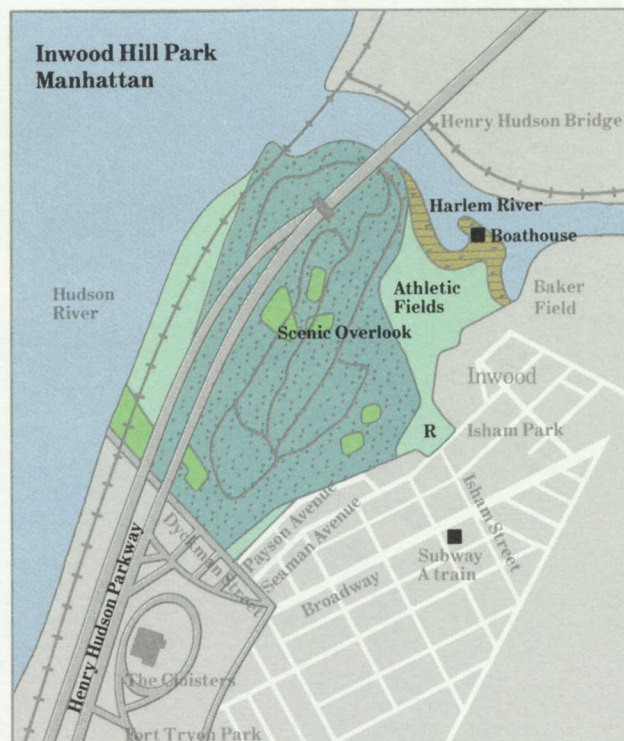 Inwood Hill Park
Manhattan
Henry Hudson Bridge
Harlem River
Boathouse
Hudson
River
Athletic
Fields
Baker
Field
Scenic Overlook
Inwood
R
Isham Park
Isham Street
Payson Avenue
Seaman Avenue
Dyckman Street
Subway
A train
Broadway
Henry Hudson Parkway
The Cloisters
Fort Tryon Park